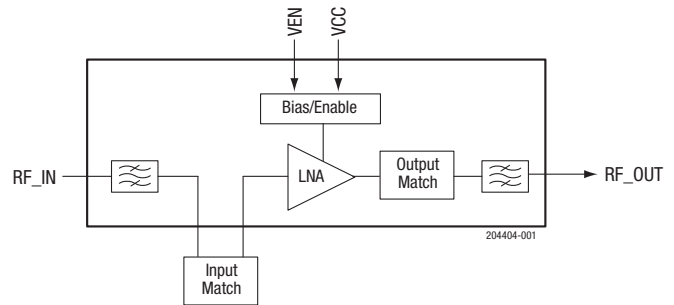 VEN
VCC
Bias/Enable
RF_IN
LNA
Output
Match
RF_OUT
204404-001
Input
Match